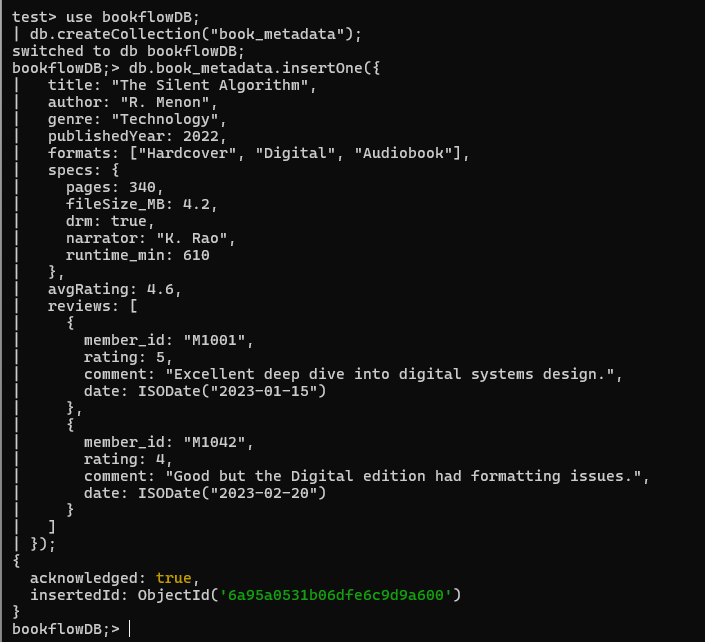 test> use bookflowDB;
| db.createCollection("book_metadata");
switched to db bookflowDB;
bookflowDB;> db.book_metadata.insertOne({
|   title: "The Silent Algorithm",
|   author: "R. Menon",
|   genre: "Technology",
|   publishedYear: 2022,
|   formats: ["Hardcover", "Digital", "Audiobook"],
|   specs: {
|     pages: 340,
|     fileSize_MB: 4.2,
|     drm: true,
|     narrator: "K. Rao",
|     runtime_min: 610
|   },
|   avgRating: 4.6,
|   reviews: [
|     {
|       member_id: "M1001",
|       rating: 5,
|       comment: "Excellent deep dive into digital systems design.",
|       date: ISODate("2023-01-15")
|     },
|     {
|       member_id: "M1042",
|       rating: 4,
|       comment: "Good but the Digital edition had formatting issues.",
|       date: ISODate("2023-02-20")
|     }
|   ]
| });
{
  acknowledged: true,
  insertedId: ObjectId('6a95a0531b06dfe6c9d9a600')
}
bookflowDB;>